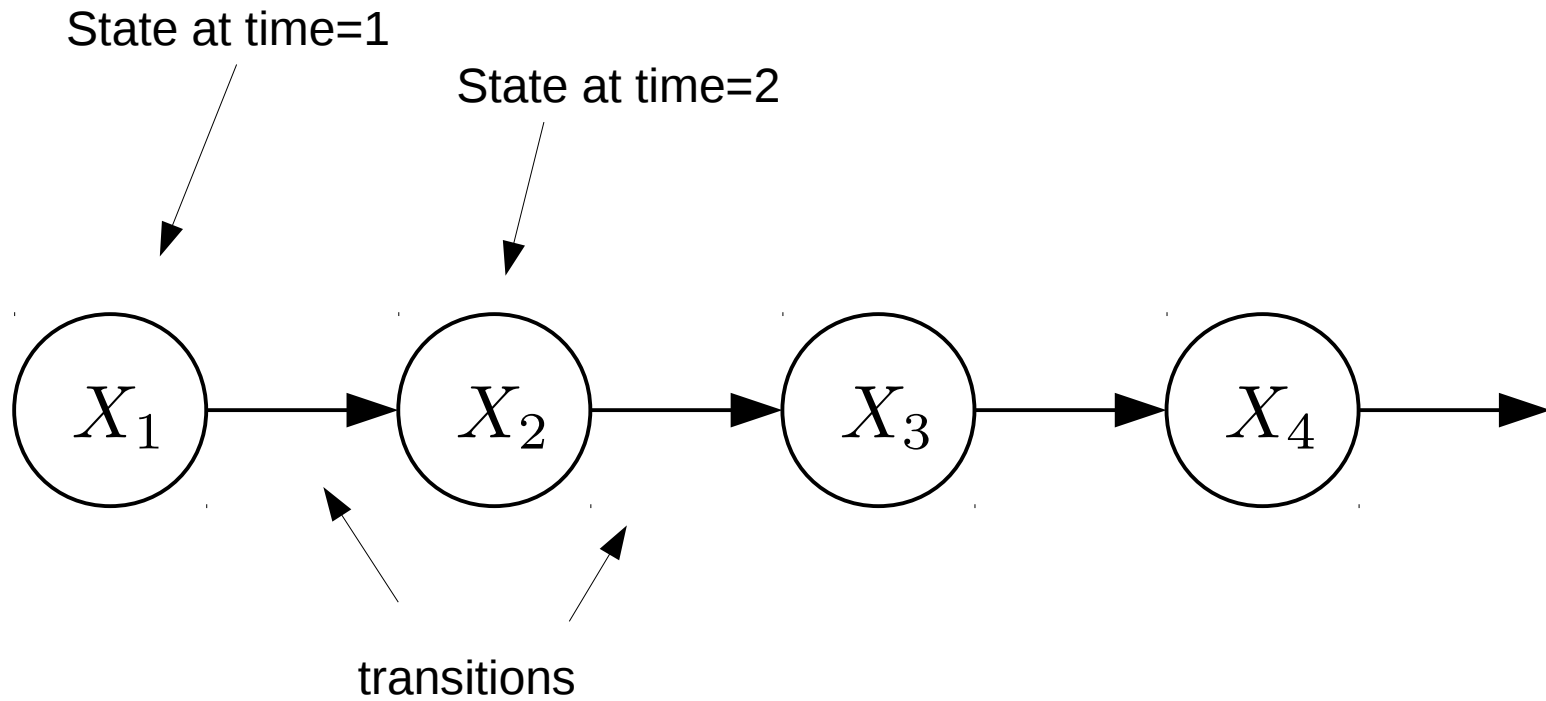 State at time=1
State at time=2
X₁
X₂
X₃
X₄
transitions